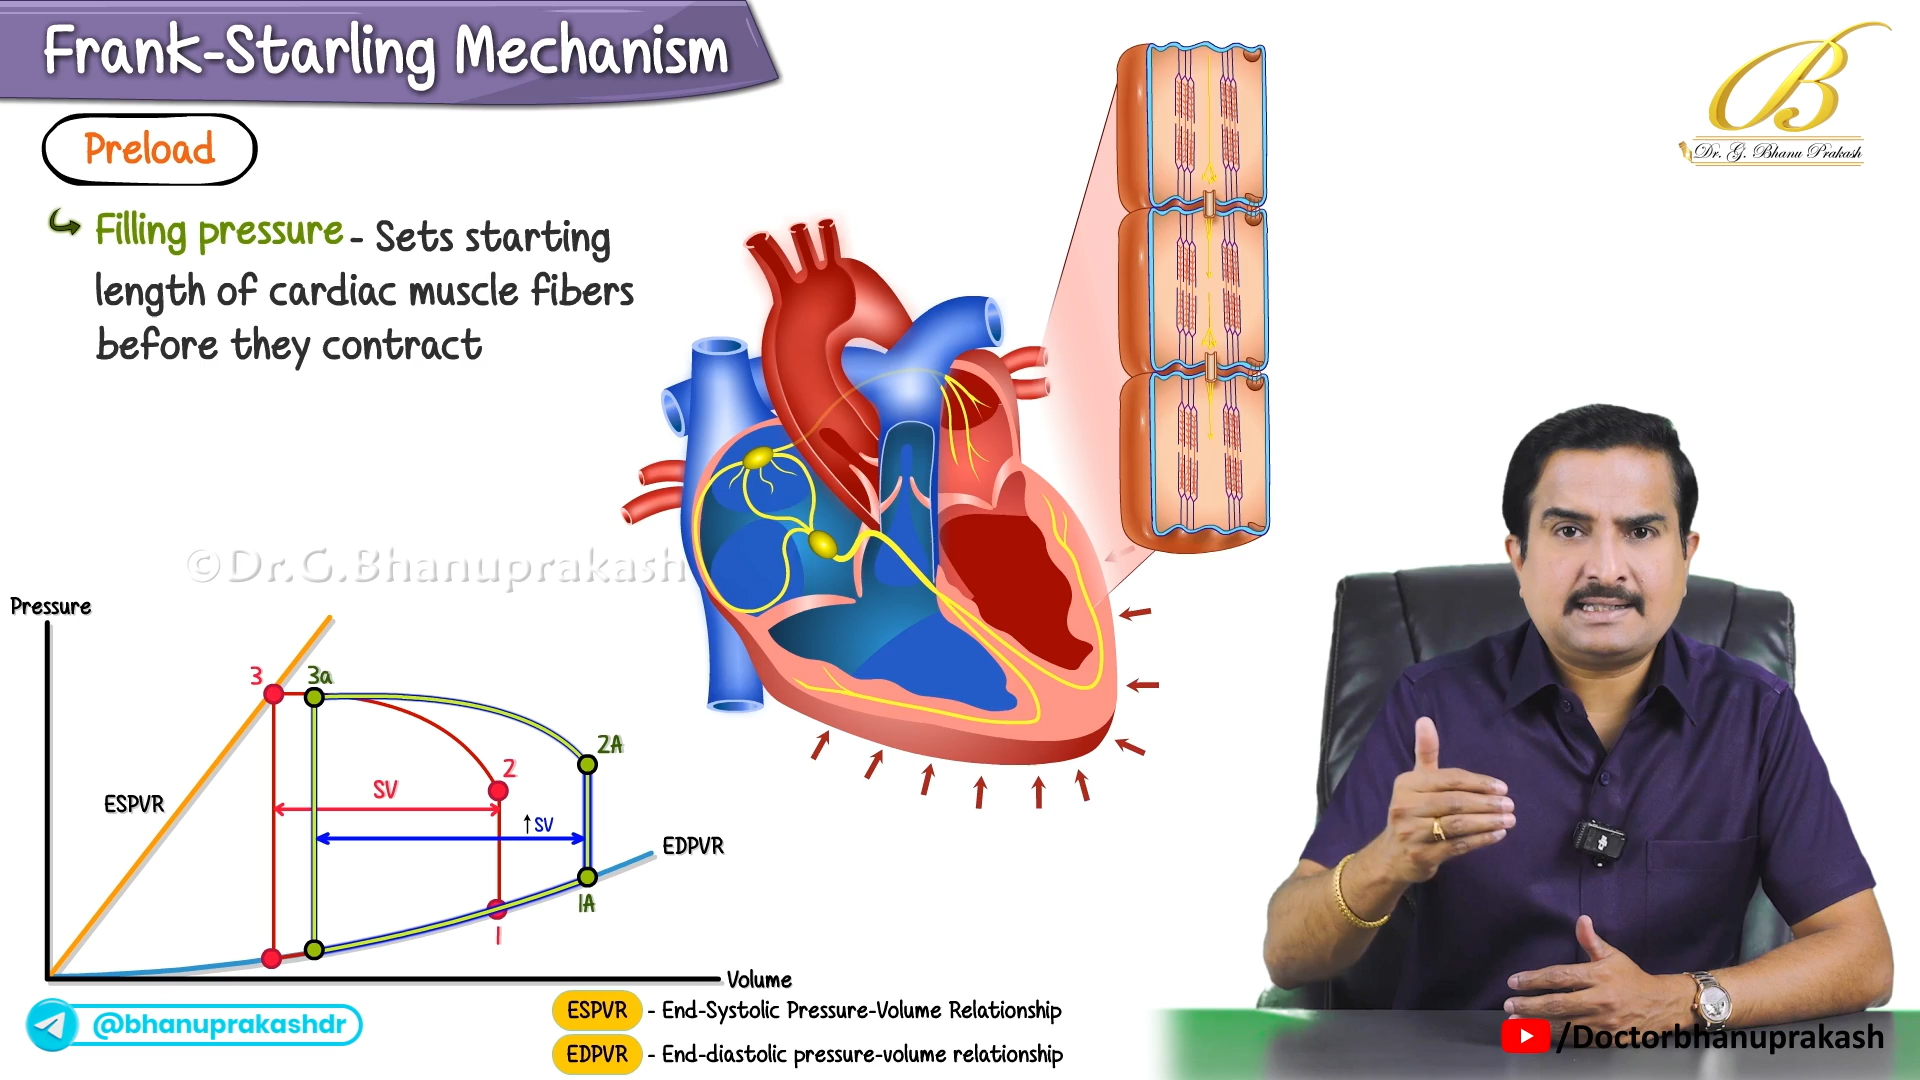 Frank-Starling Mechanism
Preload
Filling pressure - Sets starting
length of cardiac muscle fibers
before they contract
Dr. G. Bhanu Prakash
©Dr.G.Bhanuprakash
Pressure
3
3a
2A
2
SV
ESPVR
↑SV
EDPVR
1A
1
Volume
ESPVR - End-Systolic Pressure-Volume Relationship
EDPVR - End-diastolic pressure-volume relationship
@bhanuprakashdr
/Doctorbhanuprakash